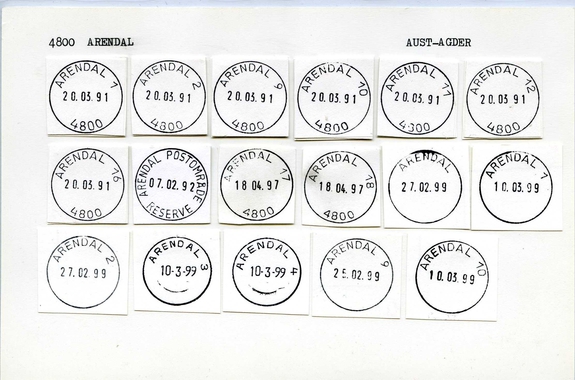 4800 ARENDAL AUST-AGDER
ARENDAL 1
20.03.91
4800
ARENDAL 2
20.03.91
4800
ARENDAL 9
20.03.91
4800
ARENDAL 10
20.03.91
4800
ARENDAL 11
20.03.91
4800
ARENDAL 12
20.03.91
4800
ARENDAL 16
20.03.91
4800
ARENDAL POSTOMRÅDE
07.02.92
RESERVE
ARENDAL 17
18 04.97
4800
ARENDAL 18
18 04.97
4800
ARENDAL
27.02.99
ARENDAL 1
10.03.99
ARENDAL 2
27.02.99
ARENDAL 3
10-3-99
ARENDAL 4
10-3-99
ARENDAL 9
25.02.99
ARENDAL 10
10.03.99